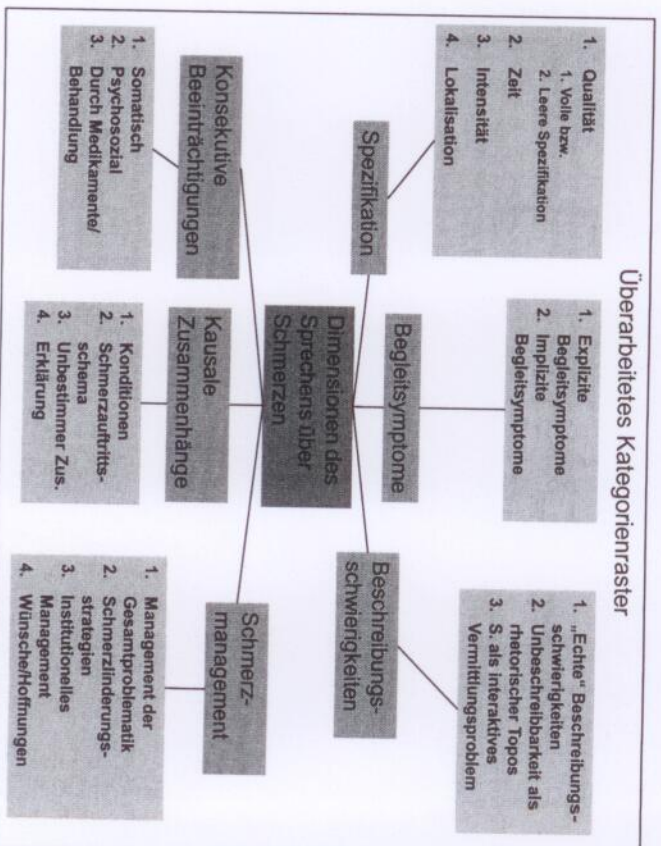 Überarbeitetes Kategorienraster
1. Qualität
1. Volle bzw.
2. Leere Spezifikation
2. Zeit
3. Intensität
4. Lokalisation
1. Explizite
Begleitsymptome
2. Implizite
Begleitsymptome
1. „Echte“ Beschreibungs-
schwierigkeiten
2. Unbeschreibbarkeit als
rhetorischer Topos
3. S. als interaktives
Vermittlungsproblem
Spezifikation
Begleitsymptome
Beschreibungs-
schwierigkeiten
Dimensionen des
Sprechens über
Schmerzen
Konsekutive
Beeinträchtigungen
Kausale
Zusammenhänge
Schmerz-
management
1. Somatisch
2. Psychosozial
3. Durch Medikamente/
Behandlung
1. Konditionen
2. Schmerzauftritts-
schema
3. Unbestimmer Zus.
4. Erklärung
1. Management der
Gesamtproblematik
2. Schmerzlinderungs-
strategien
3. Institutionelles
Management
4. Wünsche/Hoffnungen